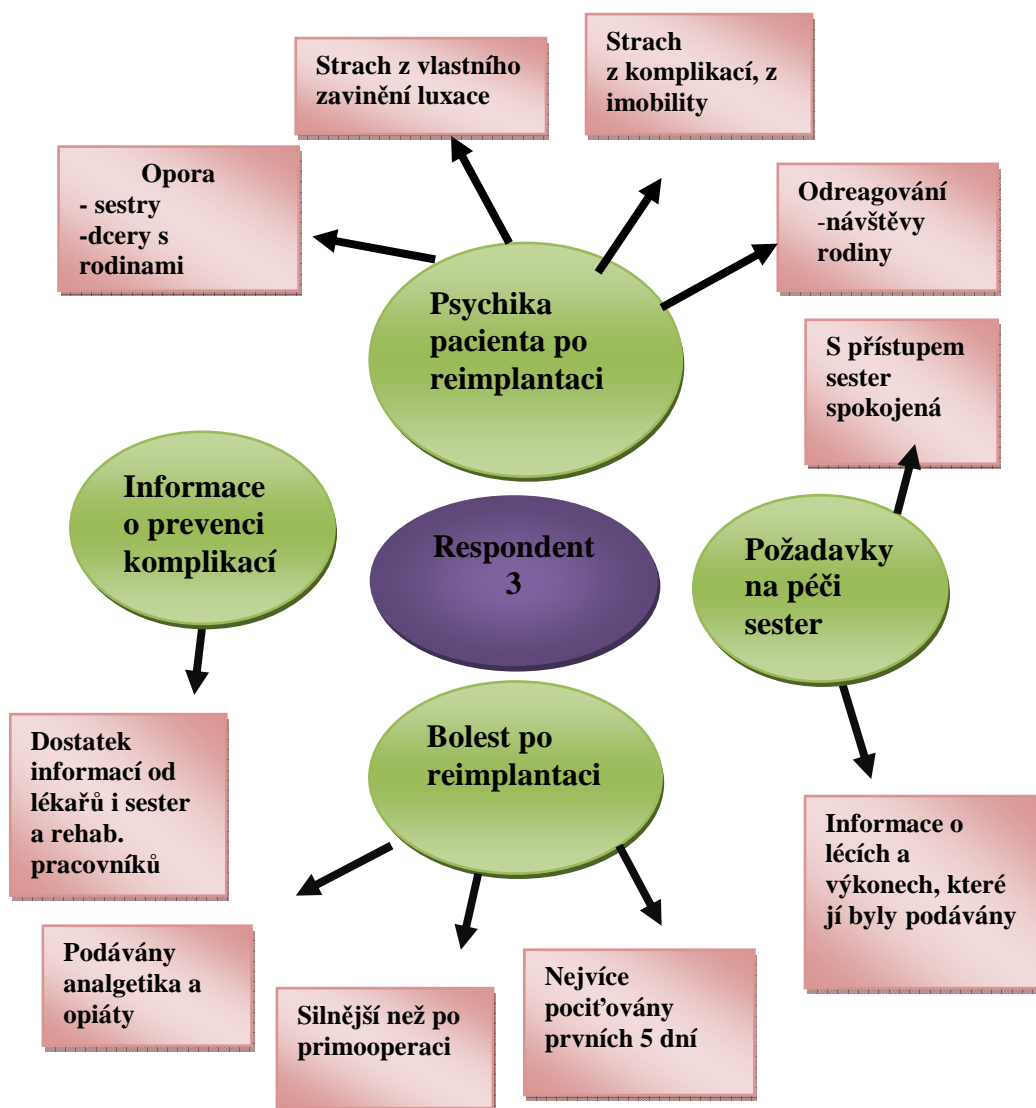 Strach z vlastního
zavinění luxace
Strach
z komplikací, z
imobility
Opora
- sestry
-dcery s
rodinami
Odreagování
-návštěvy
rodiny
Psychika
pacienta po
reimplantaci
S přístupem
sester
spokojená
Informace
o prevenci
komplikací
Respondent
3
Požadavky
na péči
sester
Bolest po
reimplantaci
Dostatek
informací od
lékařů i sester
a rehab.
pracovníků
Informace o
lécích a
výkonech, které
jí byly podávány
Podávány
analgetika a
opiáty
Silnější než po
primooperaci
Nejvíce
pociťovány
prvních 5 dní